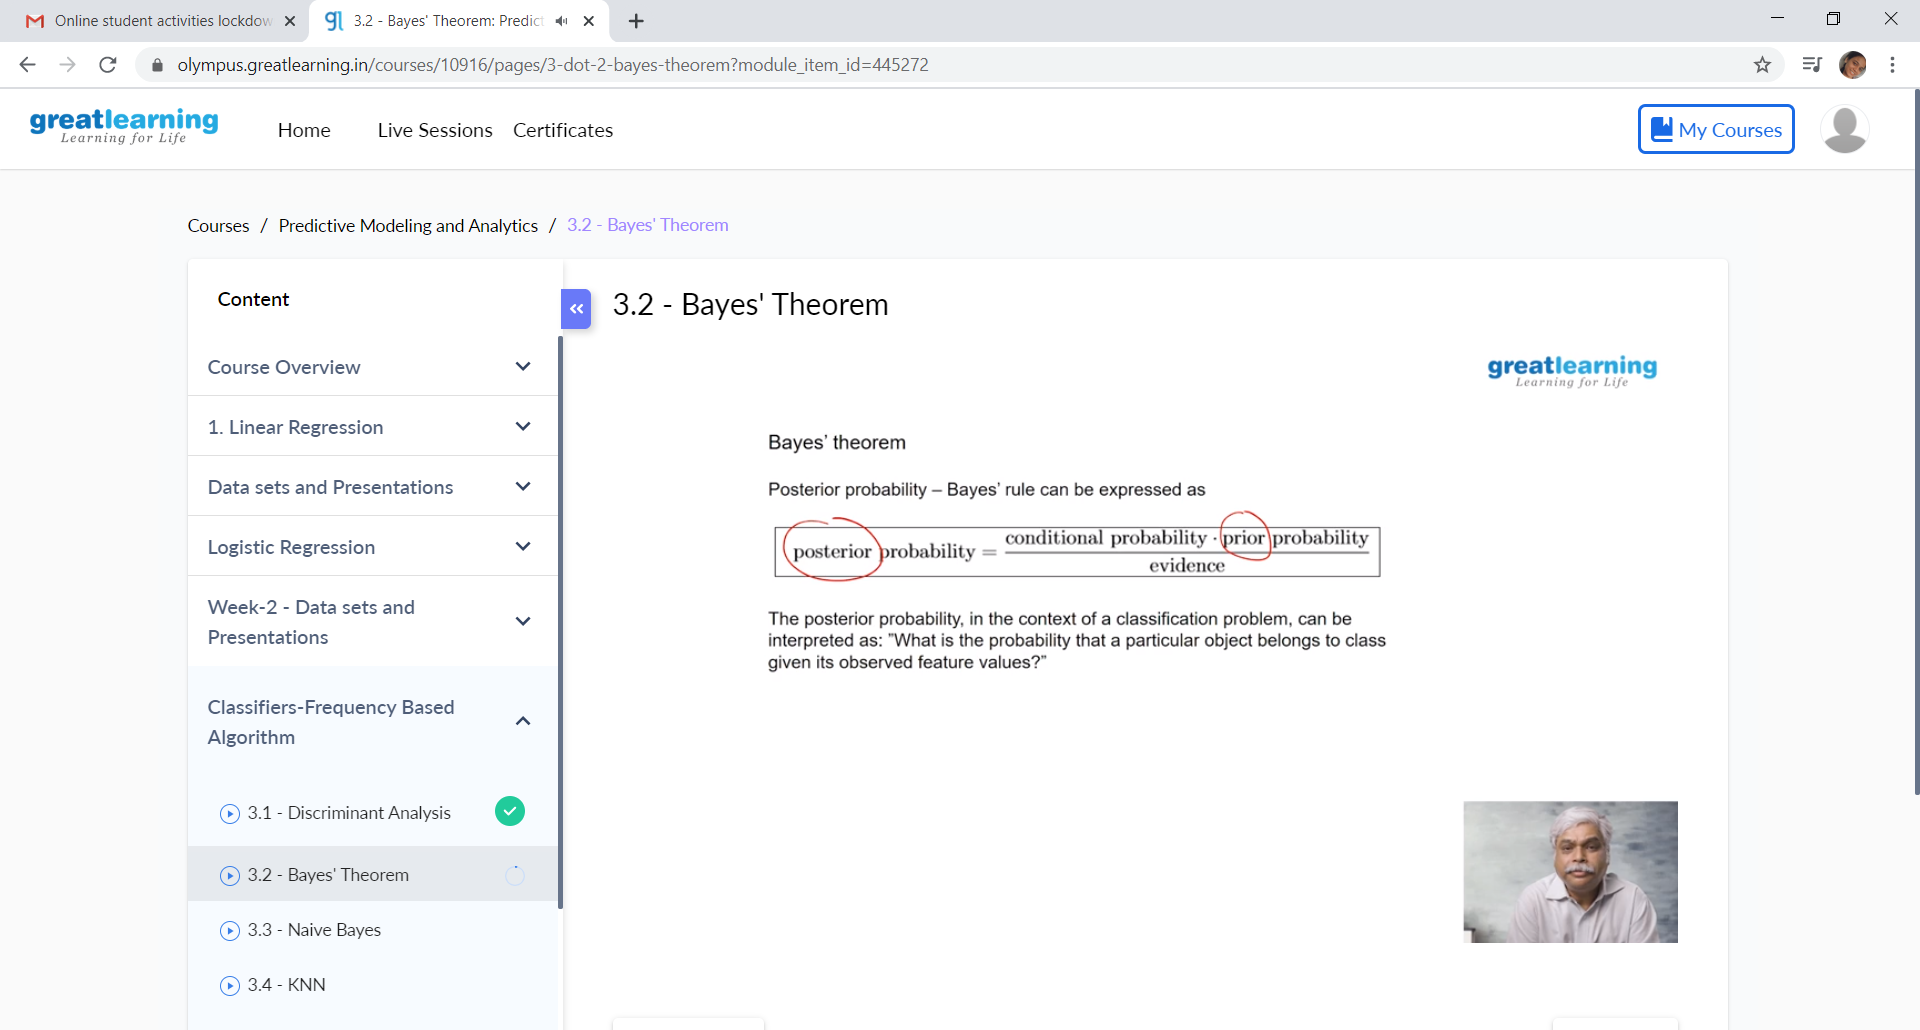 Online student activities lockdow
3.2 - Bayes' Theorem: Predict
olympus.greatlearning.in/courses/10916/pages/3-dot-2-bayes-theorem?module_item_id=445272
greatlearning
Learning for Life
Home
Live Sessions
Certificates
My Courses
Courses / Predictive Modeling and Analytics / 3.2 - Bayes' Theorem
Content
Course Overview
1. Linear Regression
Data sets and Presentations
Logistic Regression
Week-2 - Data sets and
Presentations
Classifiers-Frequency Based
Algorithm
3.1 - Discriminant Analysis
3.2 - Bayes' Theorem
3.3 - Naive Bayes
3.4 - KNN
3.2 - Bayes' Theorem
greatlearning
Learning for Life
Bayes’ theorem
Posterior probability – Bayes’ rule can be expressed as
posterior probability = conditional probability · prior probability
evidence
The posterior probability, in the context of a classification problem, can be
interpreted as: ”What is the probability that a particular object belongs to class
given its observed feature values?”